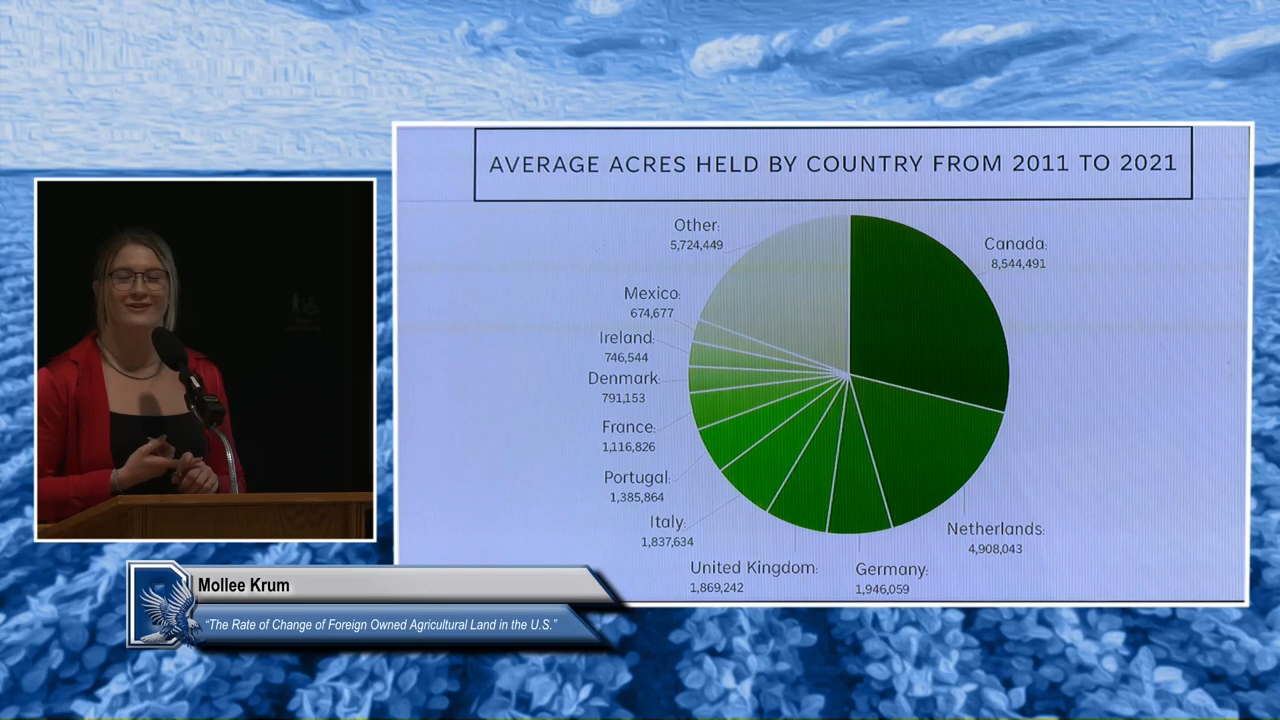 AVERAGE ACRES HELD BY COUNTRY FROM 2011 TO 2021
Other:
5,724,449
Canada:
8,544,491
Mexico:
674,677
Ireland:
746,544
Denmark:
791,153
France:
1,116,826
Portugal:
1,385,864
Italy:
1,837,634
United Kingdom:
1,869,242
Germany:
1,946,059
Netherlands:
4,908,043
Mollee Krum
"The Rate of Change of Foreign Owned Agricultural Land in the U.S."